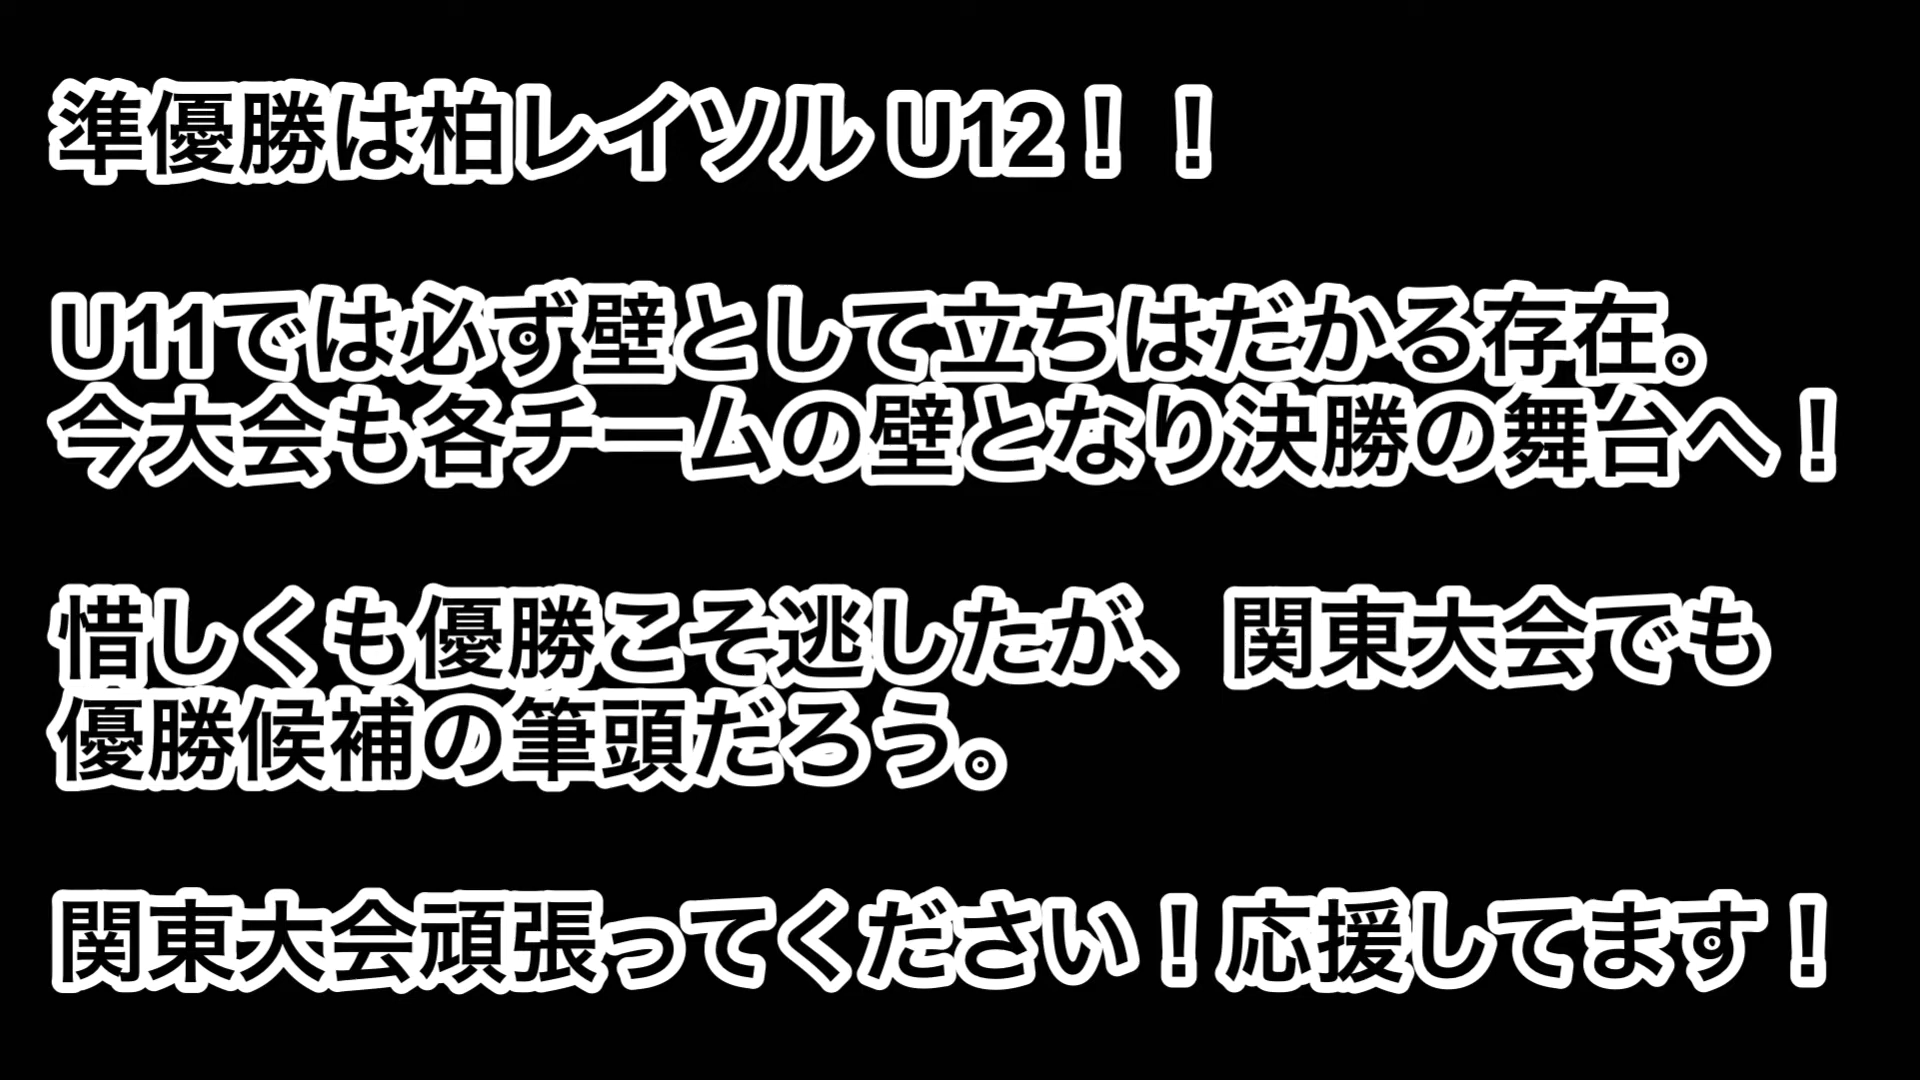 準優勝は柏レイソル U12！！
U11では必ず壁として立ちはだかる存在。
今大会も各チームの壁となり決勝の舞台へ！
惜しくも優勝こそ逃したが、関東大会でも
優勝候補の筆頭だろう。
関東大会頑張ってください！応援してます！